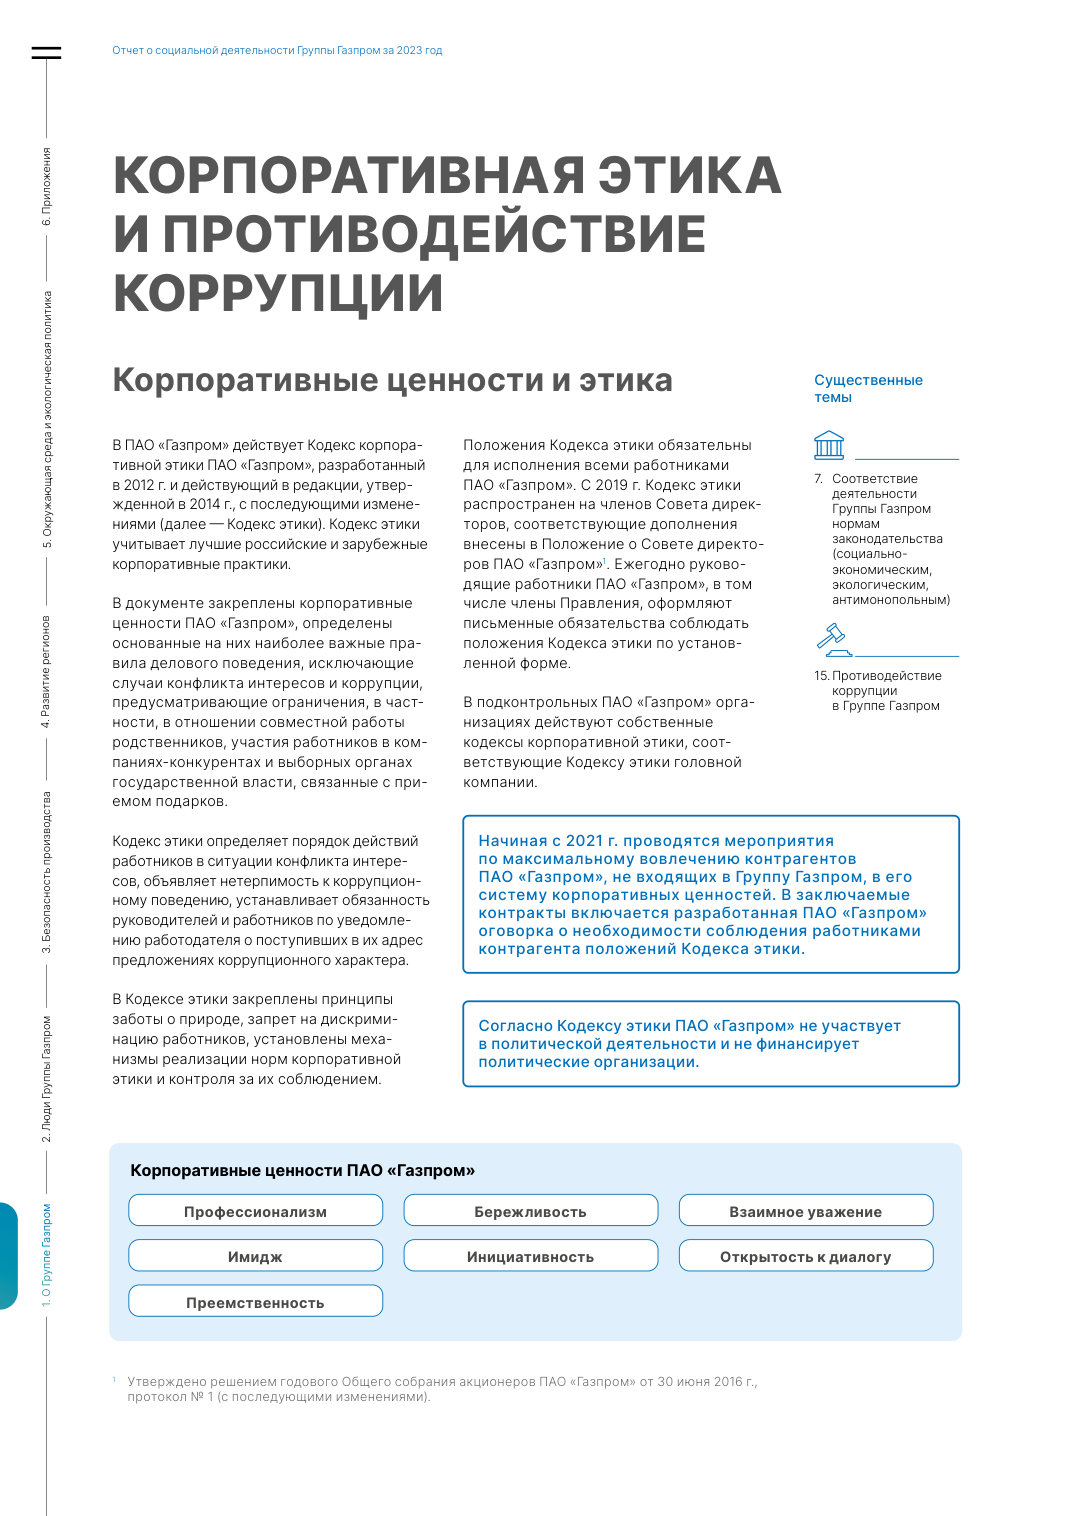 Отчет о социальной деятельности Группы Газпром за 2023 год
6. Приложения
5. Окружающая среда и экологическая политика
4. Развитие регионов
3. Безопасность производства
2. Люди Группы Газпром
1. О Группе Газпром
КОРПОРАТИВНАЯ ЭТИКА
И ПРОТИВОДЕЙСТВИЕ
КОРРУПЦИИ
Корпоративные ценности и этика
В ПАО «Газпром» действует Кодекс корпора-
тивной этики ПАО «Газпром», разработанный
в 2012 г. и действующий в редакции, утвер-
жденной в 2014 г., с последующими измене-
ниями (далее — Кодекс этики). Кодекс этики
учитывает лучшие российские и зарубежные
корпоративные практики.
В документе закреплены корпоративные
ценности ПАО «Газпром», определены
основанные на них наиболее важные пра-
вила делового поведения, исключающие
случаи конфликта интересов и коррупции,
предусматривающие ограничения, в част-
ности, в отношении совместной работы
родственников, участия работников в ком-
паниях-конкурентах и выборных органах
государственной власти, связанные с при-
емом подарков.
Кодекс этики определяет порядок действий
работников в ситуации конфликта интере-
сов, объявляет нетерпимость к коррупцион-
ному поведению, устанавливает обязанность
руководителей и работников по уведомле-
нию работодателя о поступивших в их адрес
предложениях коррупционного характера.
В Кодексе этики закреплены принципы
заботы о природе, запрет на дискрими-
нацию работников, установлены меха-
низмы реализации норм корпоративной
этики и контроля за их соблюдением.
Положения Кодекса этики обязательны
для исполнения всеми работниками
ПАО «Газпром». С 2019 г. Кодекс этики
распространен на членов Совета дирек-
торов, соответствующие дополнения
внесены в Положение о Совете директо-
ров ПАО «Газпром»¹. Ежегодно руково-
дящие работники ПАО «Газпром», в том
числе члены Правления, оформляют
письменные обязательства соблюдать
положения Кодекса этики по установ-
ленной форме.
В подконтрольных ПАО «Газпром» орга-
низациях действуют собственные
кодексы корпоративной этики, соот-
ветствующие Кодексу этики головной
компании.
Существенные
темы
7. Соответствие
деятельности
Группы Газпром
нормам
законодательства
(социально-
экономическим,
экологическим,
антимонопольным)
15. Противодействие
коррупции
в Группе Газпром
Начиная с 2021 г. проводятся мероприятия
по максимальному вовлечению контрагентов
ПАО «Газпром», не входящих в Группу Газпром, в его
систему корпоративных ценностей. В заключаемые
контракты включается разработанная ПАО «Газпром»
оговорка о необходимости соблюдения работниками
контрагента положений Кодекса этики.
Согласно Кодексу этики ПАО «Газпром» не участвует
в политической деятельности и не финансирует
политические организации.
Корпоративные ценности ПАО «Газпром»
Профессионализм
Бережливость
Взаимное уважение
Имидж
Инициативность
Открытость к диалогу
Преемственность
¹ Утверждено решением годового Общего собрания акционеров ПАО «Газпром» от 30 июня 2016 г.,
протокол № 1 (с последующими изменениями).